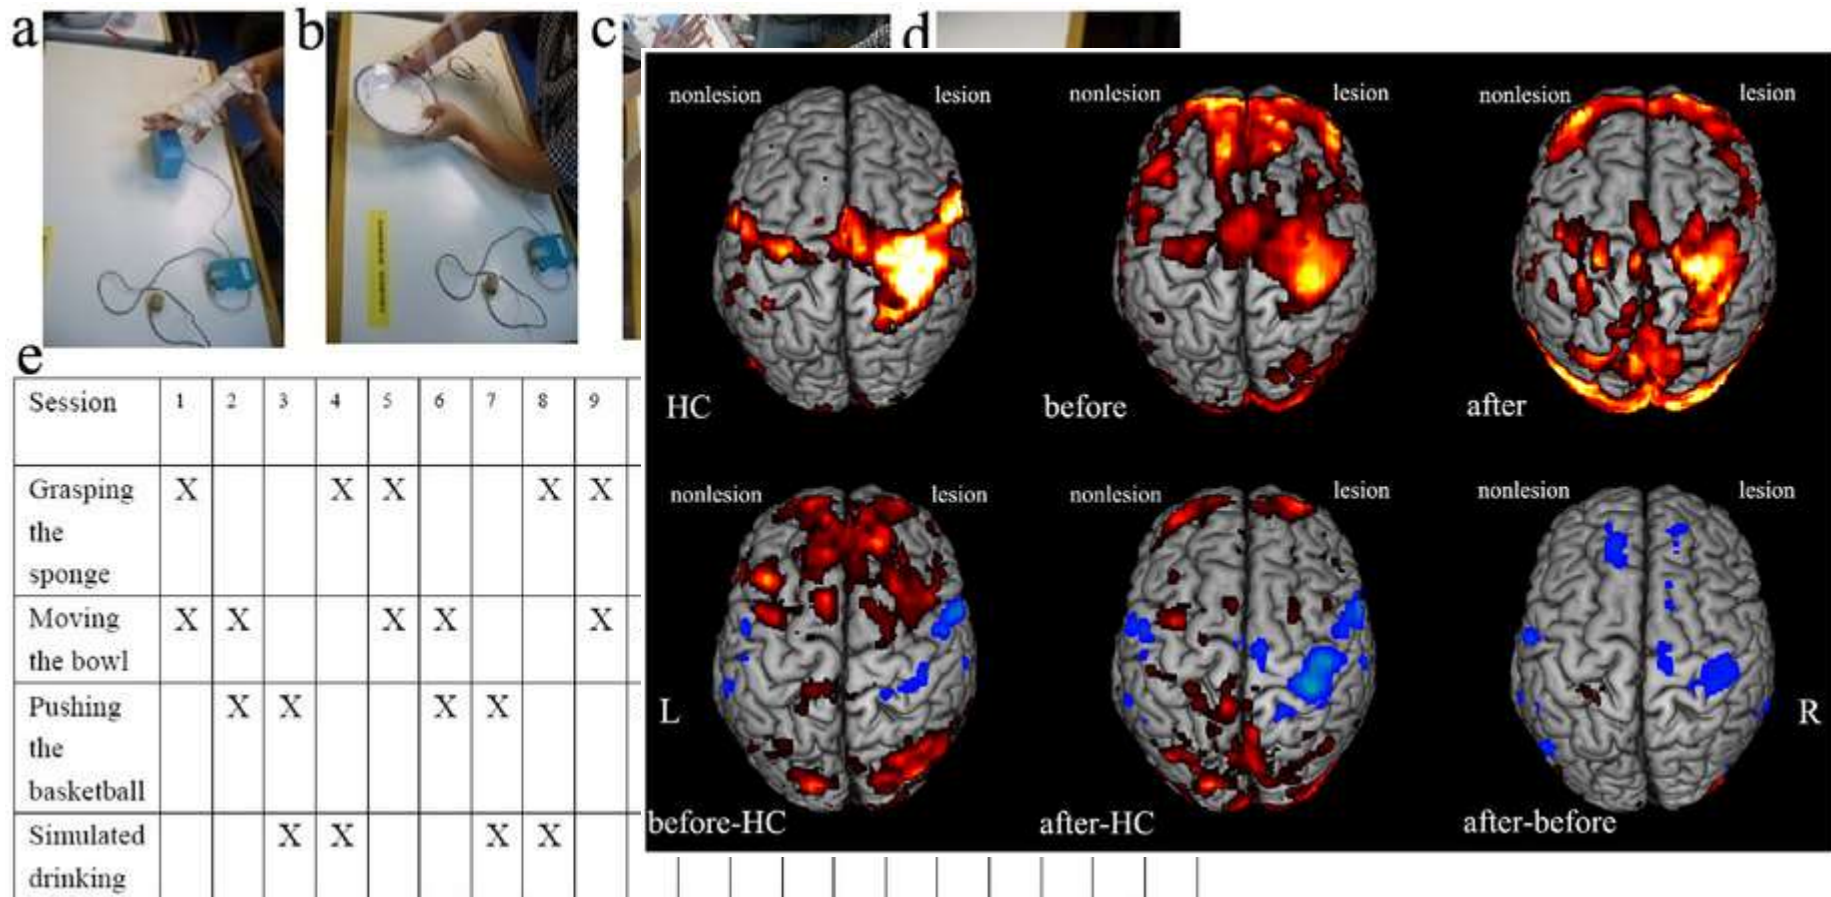 a b c d
nonlesion lesion nonlesion lesion nonlesion lesion
HC before after
nonlesion lesion nonlesion lesion nonlesion lesion
L R
before-HC after-HC after-before
e
Session 1 2 3 4 5 6 7 8 9
Grasping X X X X X
the
sponge
Moving X X X X X
the bowl
Pushing X X X X
the
basketball
Simulated X X X X
drinking